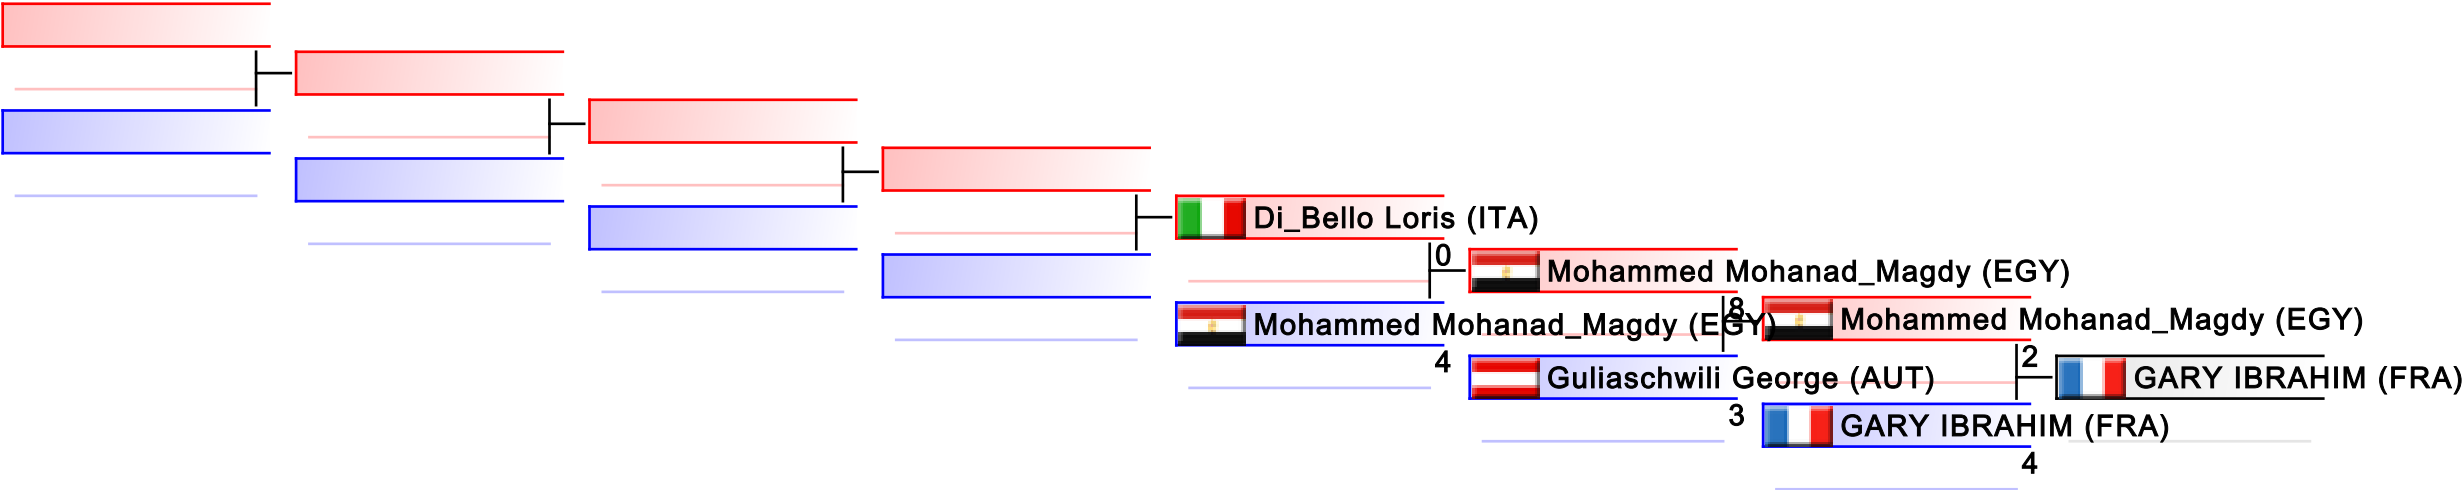 Di_Bello Loris (ITA)
0
Mohammed Mohanad_Magdy (EGY)
Mohammed Mohanad_Magdy (EGY)
4
8
Mohammed Mohanad_Magdy (EGY)
Guliaschwili George (AUT)
3
2
GARY IBRAHIM (FRA)
GARY IBRAHIM (FRA)
4